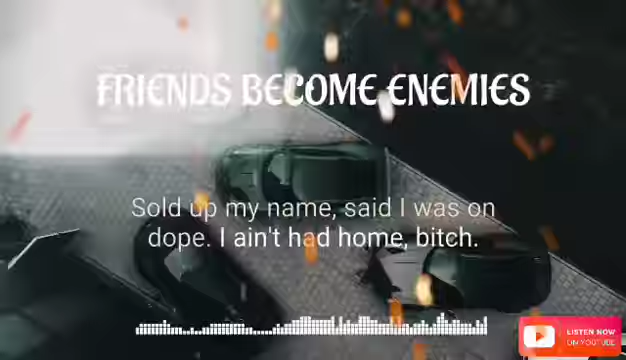 FRIENDS BECOME ENEMIES
Sold up my name, said I was on
dope. I ain't had home, bitch.
LISTEN NOW
ON YOUTUBE